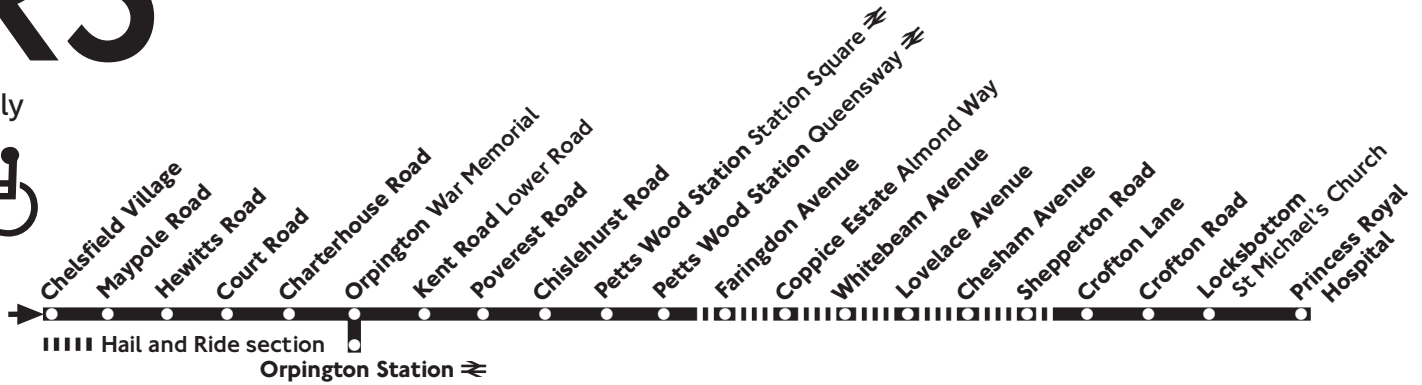 ly
Chelsfield Village
Maypole Road
Hewitts Road
Court Road
Charterhouse Road
Orpington War Memorial
Kent Road Lower Road
Poverest Road
Chislehurst Road
Petts Wood Station Station Square
Petts Wood Station Queensway
Faringdon Avenue
Coppice Estate Almond Way
Whitebeam Avenue
Lovelace Avenue
Chesham Avenue
Shepperton Road
Crofton Lane
Crofton Road
Locksbottom
St Michael's Church
Princess Royal
Hospital
Hail and Ride section
Orpington Station